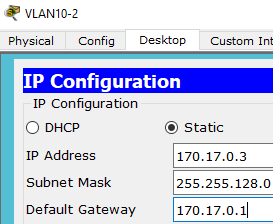 VLAN10-2
Physical Config Desktop Custom Int
IP Configuration
IP Configuration
DHCP Static
IP Address 170.17.0.3
Subnet Mask 255.255.128.0
Default Gateway 170.17.0.1